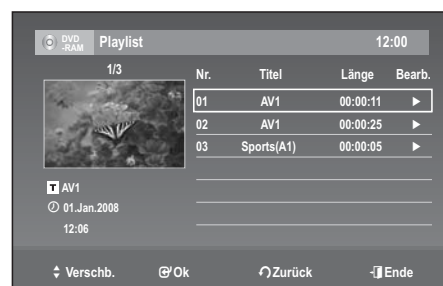 DVD -RAM Playlist 12:00
1/3
Nr. Titel Länge Bearb.
01 AV1 00:00:11 ►
02 AV1 00:00:25 ►
03 Sports(A1) 00:00:05 ►
T AV1
01.Jan.2008
12:06
Verschb. Ok Zurück Ende